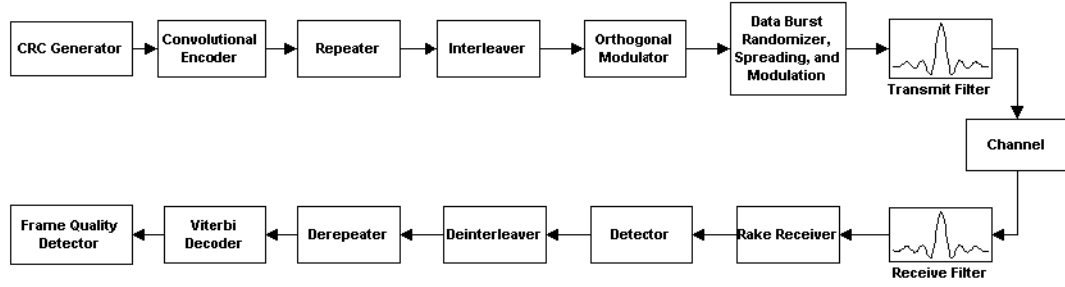 CRC Generator
Convolutional
Encoder
Repeater
Interleaver
Orthogonal
Modulator
Data Burst
Randomizer,
Spreading, and
Modulation
Transmit Filter
Channel
Frame Quality
Detector
Viterbi
Decoder
Derepeater
Deinterleaver
Detector
Rake Receiver
Receive Filter